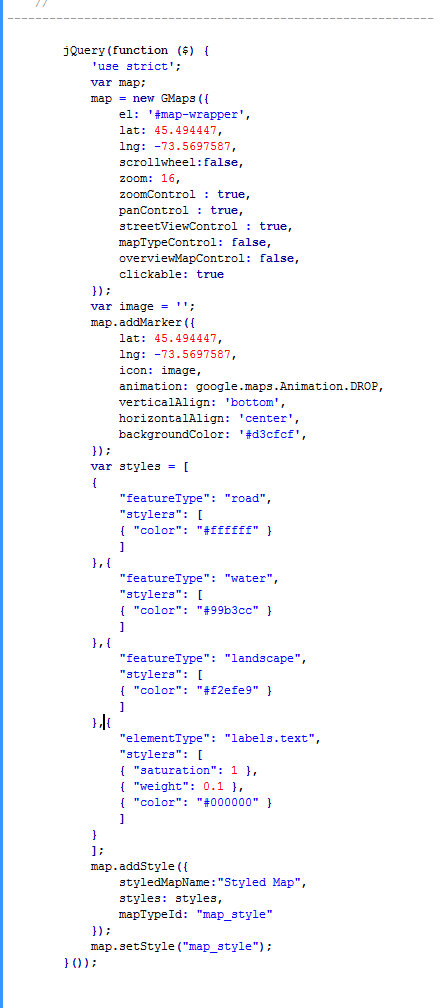 //
------------------------------------------------------------
jQuery(function ($) {
    'use strict';
    var map;
    map = new GMaps({
        el: '#map-wrapper',
        lat: 45.494447,
        lng: -73.5697587,
        scrollwheel:false,
        zoom: 16,
        zoomControl : true,
        panControl : true,
        streetViewControl : true,
        mapTypeControl: false,
        overviewMapControl: false,
        clickable: true
    });
    var image = '';
    map.addMarker({
        lat: 45.494447,
        lng: -73.5697587,
        icon: image,
        animation: google.maps.Animation.DROP,
        verticalAlign: 'bottom',
        horizontalAlign: 'center',
        backgroundColor: '#d3cfcf',
    });
    var styles = [
    {
        "featureType": "road",
        "stylers": [
        { "color": "#ffffff" }
        ]
    },{
        "featureType": "water",
        "stylers": [
        { "color": "#99b3cc" }
        ]
    },{
        "featureType": "landscape",
        "stylers": [
        { "color": "#f2efe9" }
        ]
    },{
        "elementType": "labels.text",
        "stylers": [
        { "saturation": 1 },
        { "weight": 0.1 },
        { "color": "#000000" }
        ]
    }
    ];
    map.addStyle({
        styledMapName:"Styled Map",
        styles: styles,
        mapTypeId: "map_style"
    });
    map.setStyle("map_style");
}());